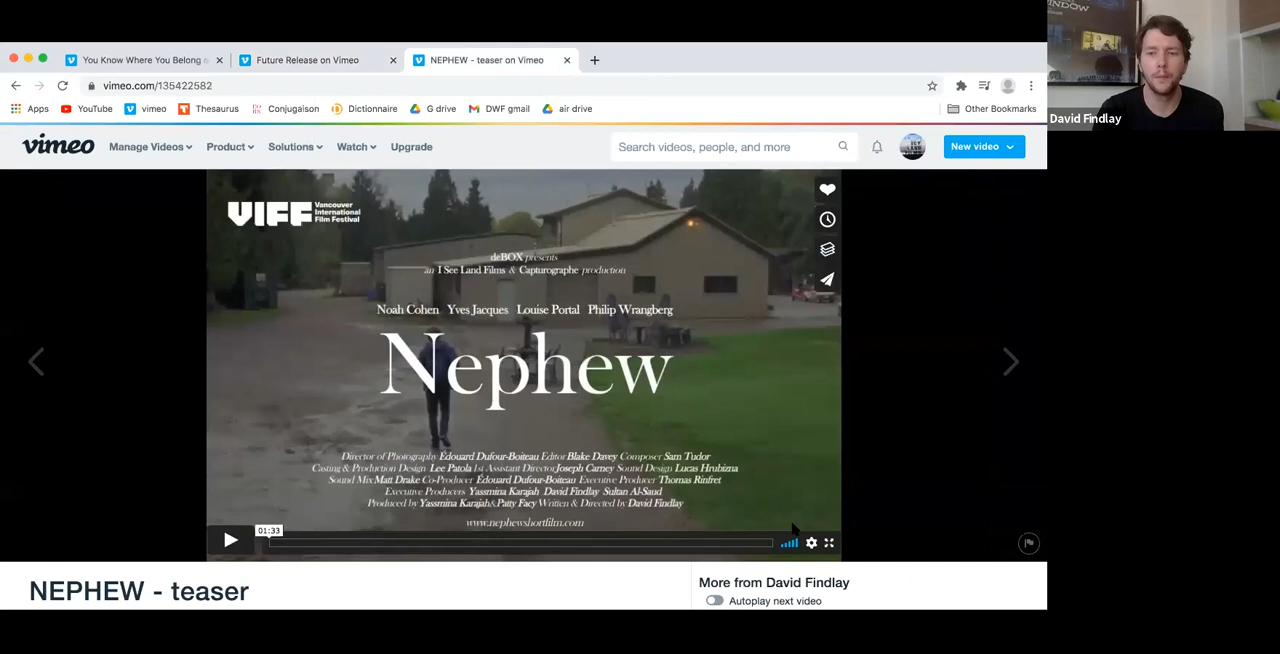 You Know Where You Belong
Future Release on Vimeo
NEPHEW - teaser on Vimeo
vimeo.com/135422582
Apps YouTube vimeo Thesaurus Conjugaison Dictionnaire G drive DWF gmail air drive Other Bookmarks
vimeo Manage Videos Product Solutions Watch Upgrade Search videos, people, and more New video
WINDOW
David Findlay
VIFF Vancouver
International
Film Festival
deBOX presents
an I See Land Films & Capturographe production
Noah Cohen Yves Jacques Louise Portal Philip Wrangberg
Nephew
Director of Photography Édouard Dufour-Boiteau Editor Blake Davey Composer Sam Tudor
Casting & Production Design Lee Patola 1st Assistant Director Joseph Carney Sound Design Lucas Hrubizna
Sound Mix Matt Drake Co-Producer Édouard Dufour-Boiteau Executive Producer Thomas Rinfret
Executive Producers Yassmina Karajah David Findlay Sultan Al-Saud
Produced by Yassmina Karajah & Patty Facy Written & Directed by David Findlay
www.nephewshortfilm.com
01:33
NEPHEW - teaser
More from David Findlay
Autoplay next video